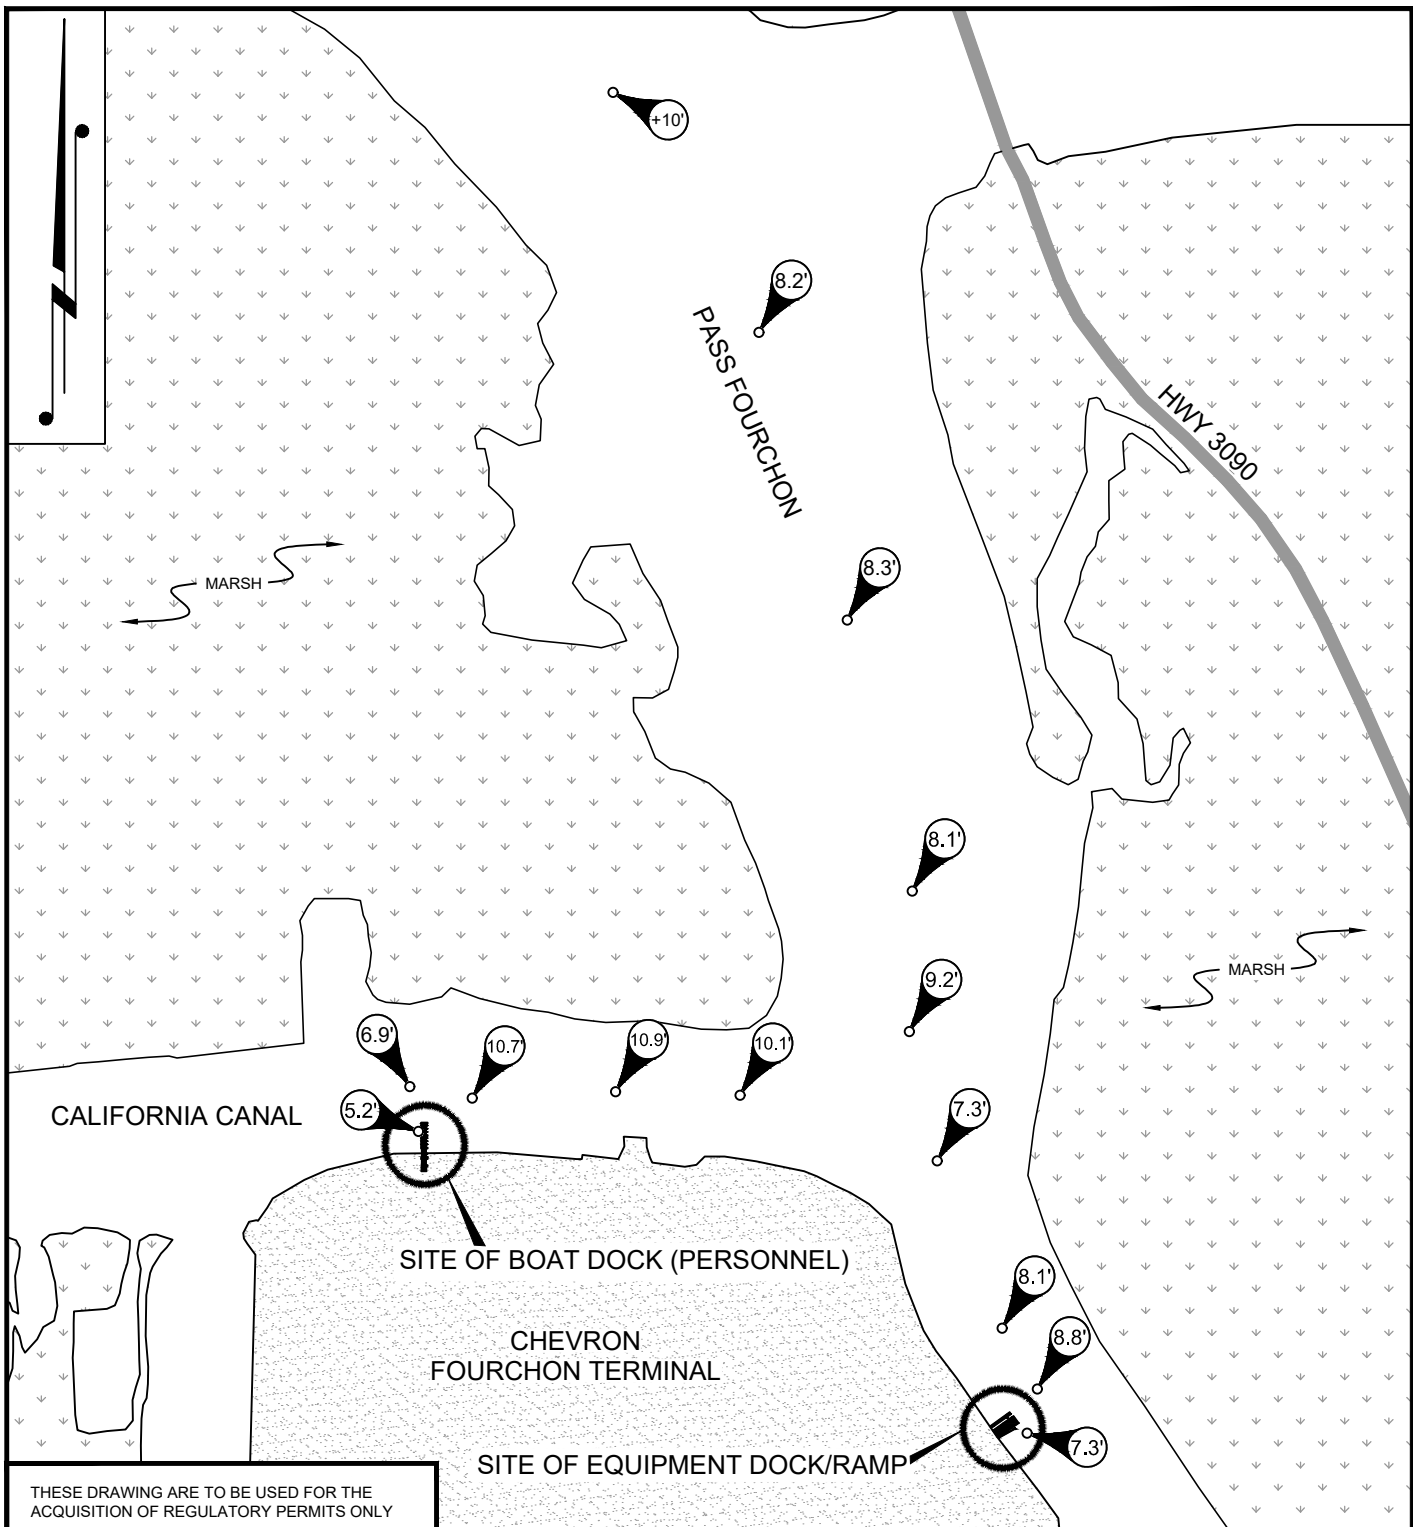 +10'
8.2'
PASS FOURCHON
HWY 3090
8.3'
MARSH
8.1'
MARSH
9.2'
6.9'
10.7'
10.9'
10.1'
5.2'
CALIFORNIA CANAL
7.3'
SITE OF BOAT DOCK (PERSONNEL)
8.1'
CHEVRON
FOURCHON TERMINAL
8.8'
7.3'
SITE OF EQUIPMENT DOCK/RAMP
THESE DRAWING ARE TO BE USED FOR THE
ACQUISITION OF REGULATORY PERMITS ONLY